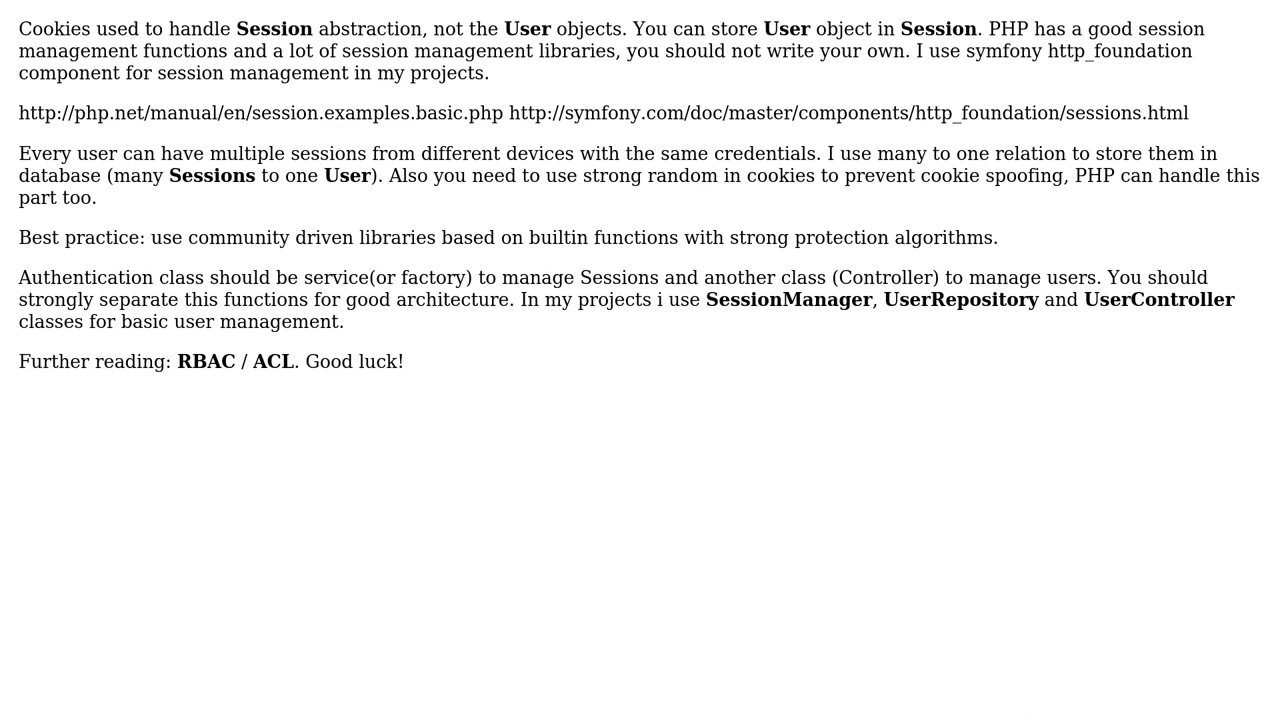 Cookies used to handle Session abstraction, not the User objects. You can store User object in Session. PHP has a good session
management functions and a lot of session management libraries, you should not write your own. I use symfony http_foundation
component for session management in my projects.
http://php.net/manual/en/session.examples.basic.php http://symfony.com/doc/master/components/http_foundation/sessions.html
Every user can have multiple sessions from different devices with the same credentials. I use many to one relation to store them in
database (many Sessions to one User). Also you need to use strong random in cookies to prevent cookie spoofing, PHP can handle this
part too.
Best practice: use community driven libraries based on builtin functions with strong protection algorithms.
Authentication class should be service(or factory) to manage Sessions and another class (Controller) to manage users. You should
strongly separate this functions for good architecture. In my projects i use SessionManager, UserRepository and UserController
classes for basic user management.
Further reading: RBAC / ACL. Good luck!